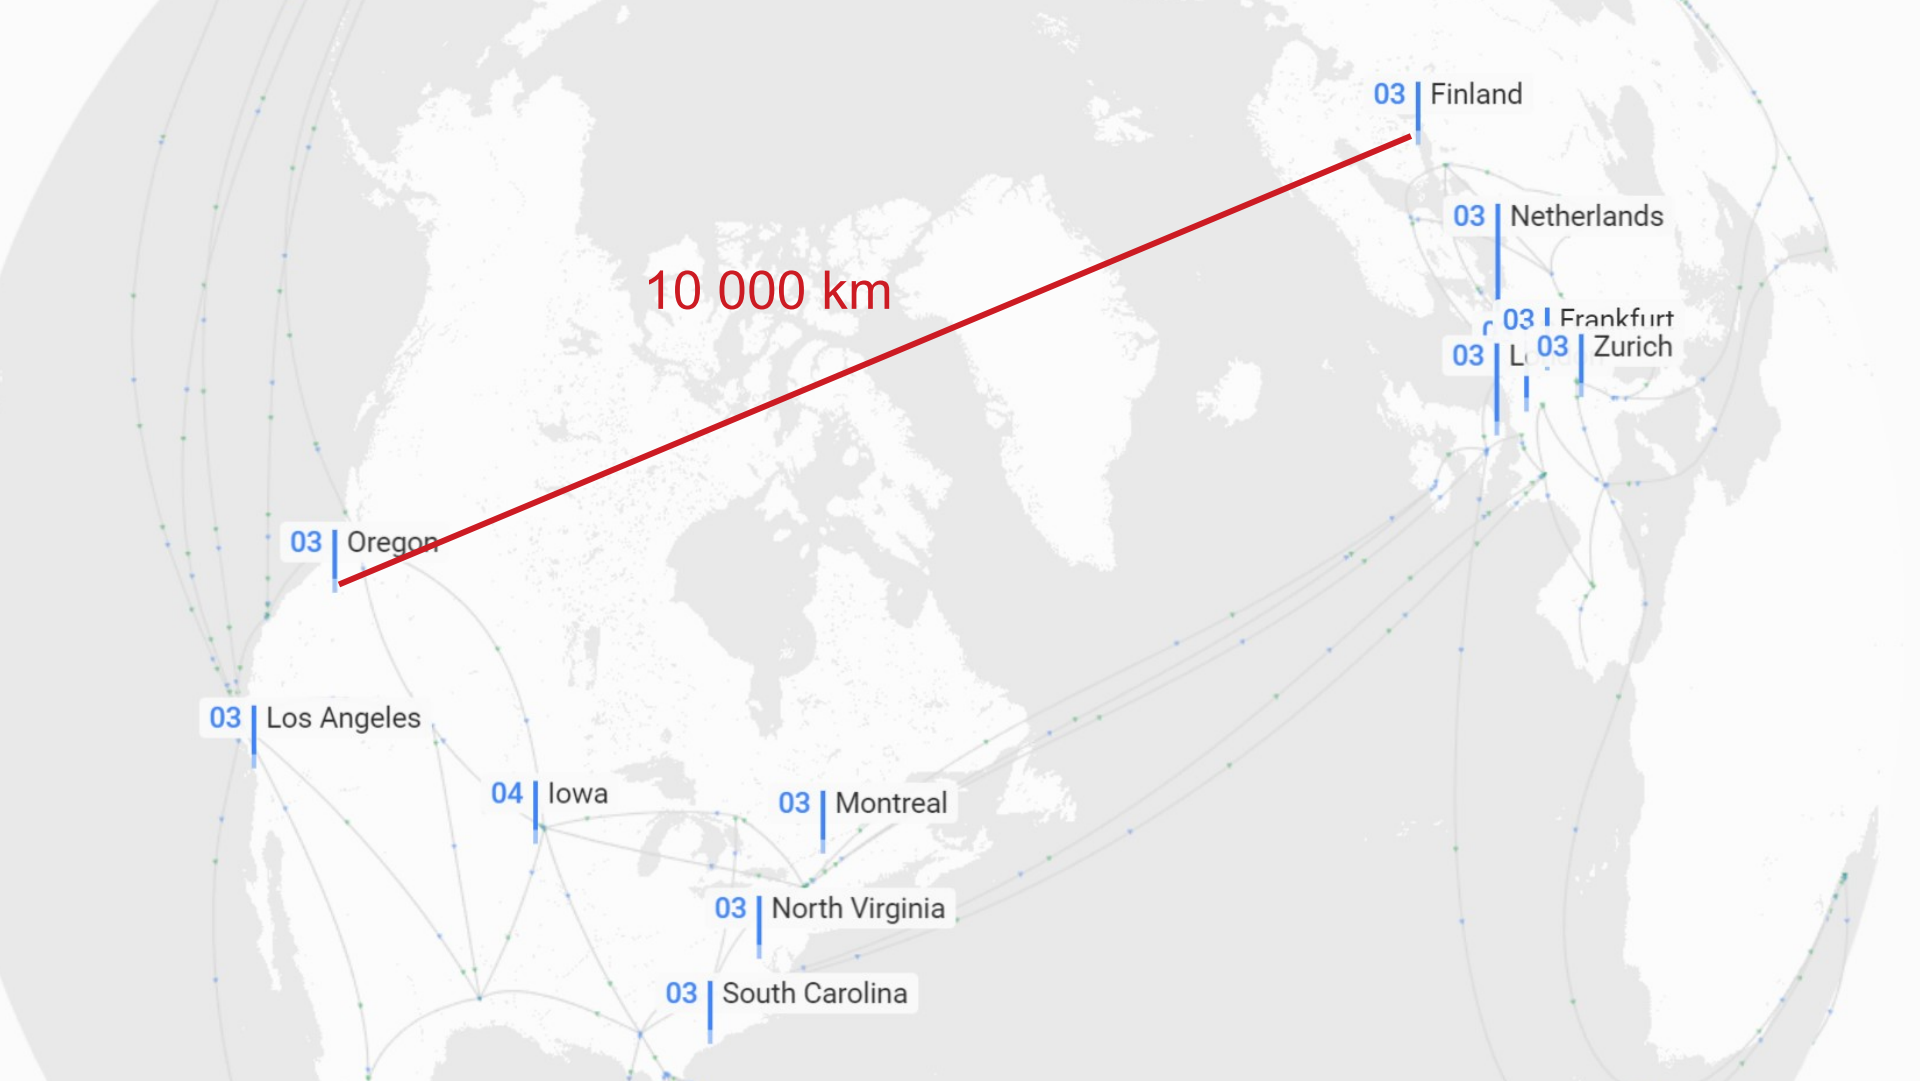 03 Finland
03 Netherlands
10 000 km
03 Frankfurt
03
03 Zurich
03 Oregon
03 Los Angeles
04 Iowa
03 Montreal
03 North Virginia
03 South Carolina